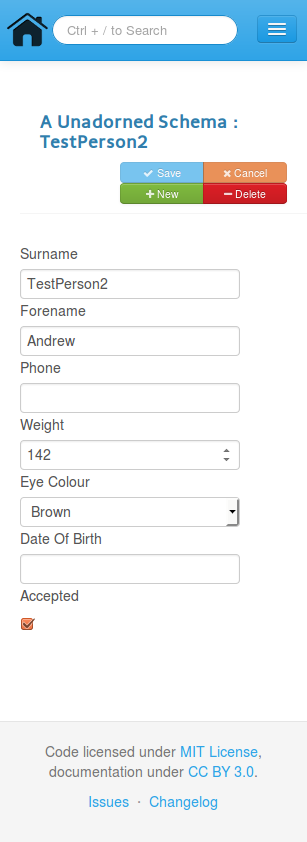 Ctrl + / to Search
A Unadorned Schema :
TestPerson2
Save Cancel
New Delete
Surname
TestPerson2
Forename
Andrew
Phone
Weight
142
Eye Colour
Brown
Date Of Birth
Accepted
Code licensed under MIT License,
documentation under CC BY 3.0.
Issues · Changelog